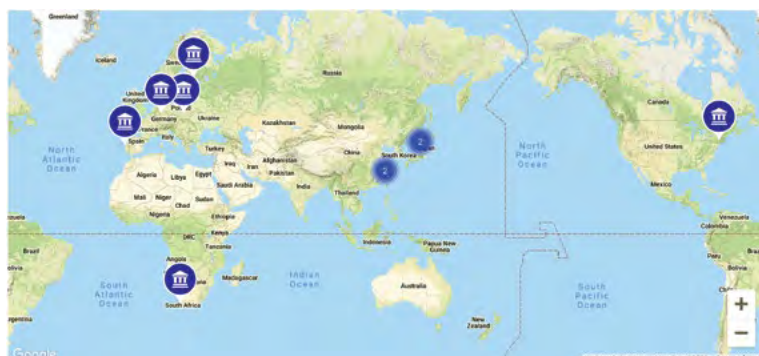 Greenland
Iceland
Russia
Canada
United
Kingdom
Germany
France
Ukraine
Kazakhstan
Mongolia
Spain
Italy
Turkey
South Korea
United States
North
Atlantic
Ocean
North
Pacific
Ocean
China
Iraq
Iran
Afghanistan
Pakistan
Algeria
Libya
Egypt
Saudi Arabia
India
Mexico
Mali
Niger
Chad
Sudan
Thailand
Nigeria
Ethiopia
Venezuela
Colombia
DRC
Kenya
Tanzania
Indonesia
Papua New
Guinea
Brazil
Peru
Brazil
Bolivia
Angola
Madagascar
South
Atlantic
Ocean
Indian
Ocean
Australia
South
Pacific
Ocean
South Africa
New
Zealand
2
2
+
−
Google